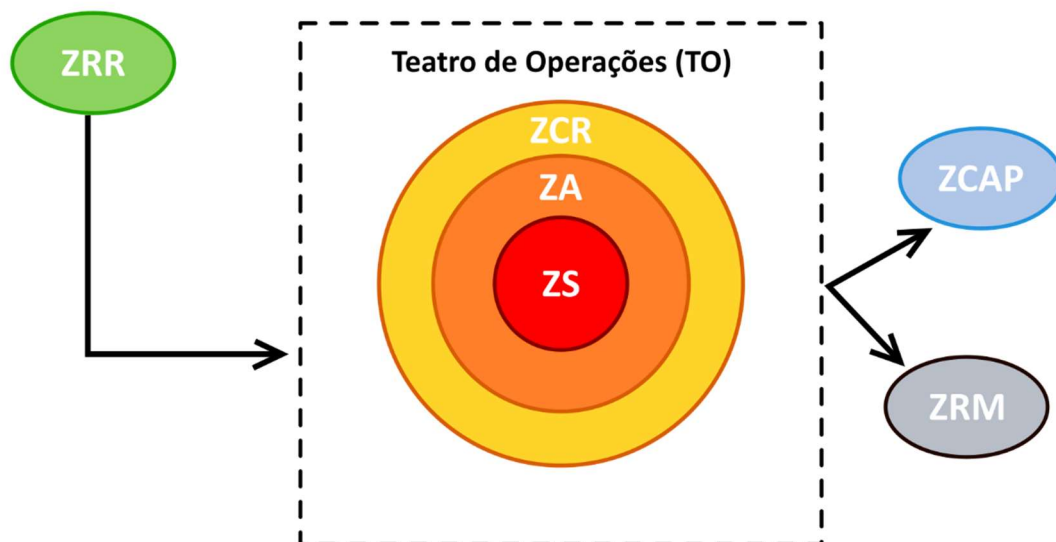 ZRR
Teatro de Operações (TO)
ZCR
ZA
ZS
ZCAP
ZRM